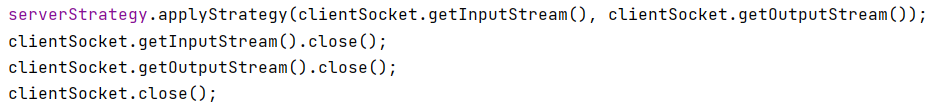 serverStrategy.applyStrategy(clientSocket.getInputStream(), clientSocket.getOutputStream());
clientSocket.getInputStream().close();
clientSocket.getOutputStream().close();
clientSocket.close();